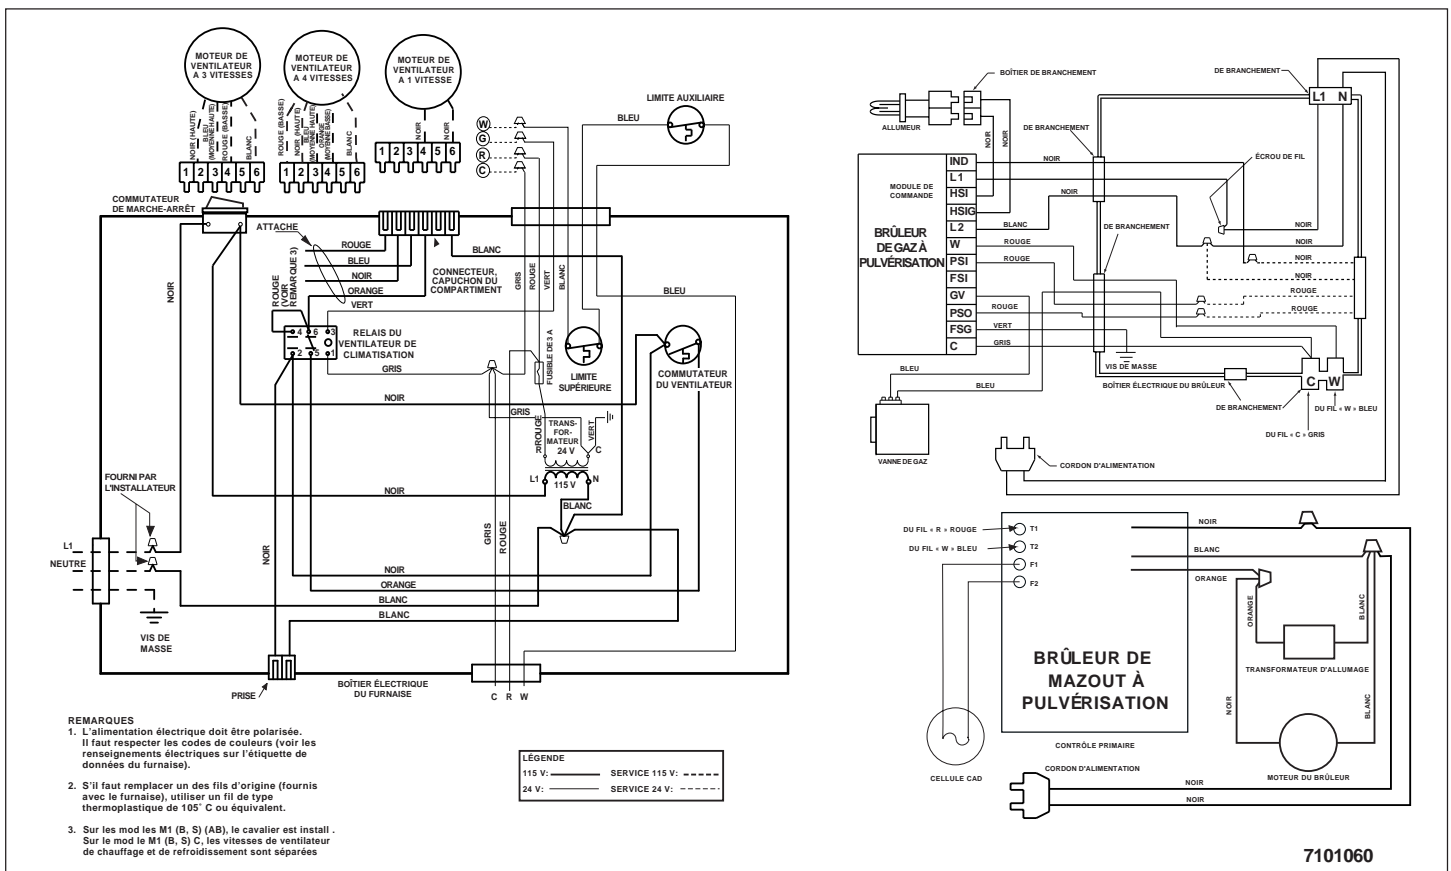 MOTEUR DE
VENTILATEUR
A 3 VITESSES
MOTEUR DE
VENTILATEUR
A 4 VITESSES
MOTEUR DE
VENTILATEUR
A 1 VITESSE
NOIR (HAUTE)
BLEU
(MOYENNE HAUTE)
ROUGE (BASSE)
BLANC
ROUGE (BASSE)
NOIR (HAUTE)
BLEU
(MOYENNE HAUTE)
ORANGE
(MOYENNE BASSE)
BLANC
NOIR
NOIR
1 2 3 4 5 6
1 2 3 4 5 6
1 2 3 4 5 6
W
G
R
C
LIMITE AUXILIAIRE
BLEU
COMMUTATEUR
DE MARCHE-ARRÊT
ATTACHE
ROUGE
BLEU
NOIR
ORANGE
VERT
BLANC
CONNECTEUR,
CAPUCHON DU
COMPARTIMENT
GRIS
ROUGE
VERT
BLANC
BLEU
NOIR
ROUGE
(VOIR
REMARQUE 3)
4 6 3
2 5 1
RELAIS DU
VENTILATEUR DE
CLIMATISATION
GRIS
FUSIBLE DE 3 A
LIMITE
SUPÉRIEURE
COMMUTATEUR
DU VENTILATEUR
NOIR
GRIS
ROUGE
R
TRANS-
FOR-
MATEUR
24 V
VERT
C
L1
115 V
N
BLANC
FOURNI PAR
L'INSTALLATEUR
NOIR
L1
NEUTRE
NOIR
GRIS
ROUGE
NOIR
ORANGE
BLANC
BLANC
VIS DE
MASSE
PRISE
BOÎTIER ÉLECTRIQUE
DU FURNAISE
C R W
REMARQUES
1. L'alimentation électrique doit être polarisée.
Il faut respecter les codes de couleurs (voir les
renseignements électriques sur l'étiquette de
données du furnaise).
2. S'il faut remplacer un des fils d'origine (fournis
avec le furnaise), utiliser un fil de type
thermoplastique de 105° C ou équivalent.
3. Sur les mod les M1 (B, S) (AB), le cavalier est install .
Sur le mod le M1 (B, S) C, les vitesses de ventilateur
de chauffage et de refroidissement sont séparées
LÉGENDE
115 V: SERVICE 115 V:
24 V: SERVICE 24 V:
BOÎTIER DE BRANCHEMENT
ALLUMEUR
NOIR
NOIR
DE BRANCHEMENT
L1 N
DE BRANCHEMENT
ÉCROU DE FIL
MODULE DE
COMMANDE
BRÛLEUR
DE GAZ À
PULVÉRISATION
IND
L1
HSI
HSIG
L2
W
PSI
FSI
GV
PSO
FSG
C
NOIR
NOIR
BLANC
ROUGE
ROUGE
ROUGE
VERT
GRIS
DE BRANCHEMENT
NOIR
NOIR
NOIR
NOIR
ROUGE
ROUGE
VIS DE MASSE
BLEU
BLEU
BOÎTIER ÉLECTRIQUE DU BRÛLEUR
C W
DE BRANCHEMENT
DU FIL « W » BLEU
DU FIL « C » GRIS
VANNE DE GAZ
CORDON D'ALIMENTATION
DU FIL « R » ROUGE
DU FIL « W » BLEU
T1
T2
F1
F2
NOIR
BLANC
ORANGE
ORANGE
BLANC
TRANSFORMATEUR D'ALLUMAGE
BRÛLEUR DE
MAZOUT À
PULVÉRISATION
NOIR
BLANC
CONTRÔLE PRIMAIRE
MOTEUR DU BRÛLEUR
CELLULE CAD
CORDON D'ALIMENTATION
NOIR
NOIR
7101060